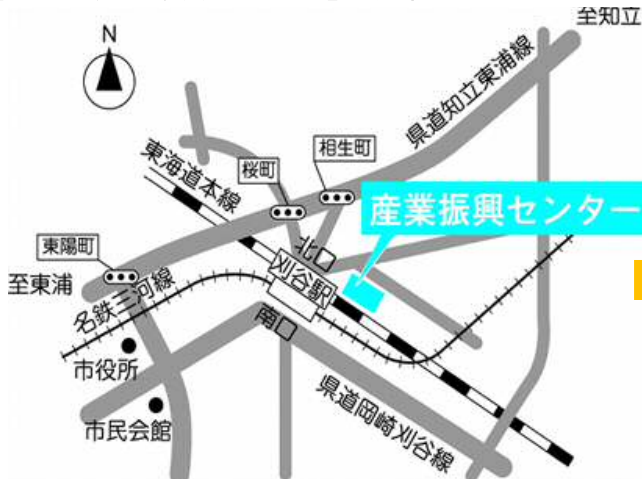 至知立
N
県道知立東浦線
相生町
桜町
東海道本線
産業振興センター
東陽町
北口
刈谷駅
至東浦
名鉄三河線
南口
市役所
県道岡崎刈谷線
市民会館